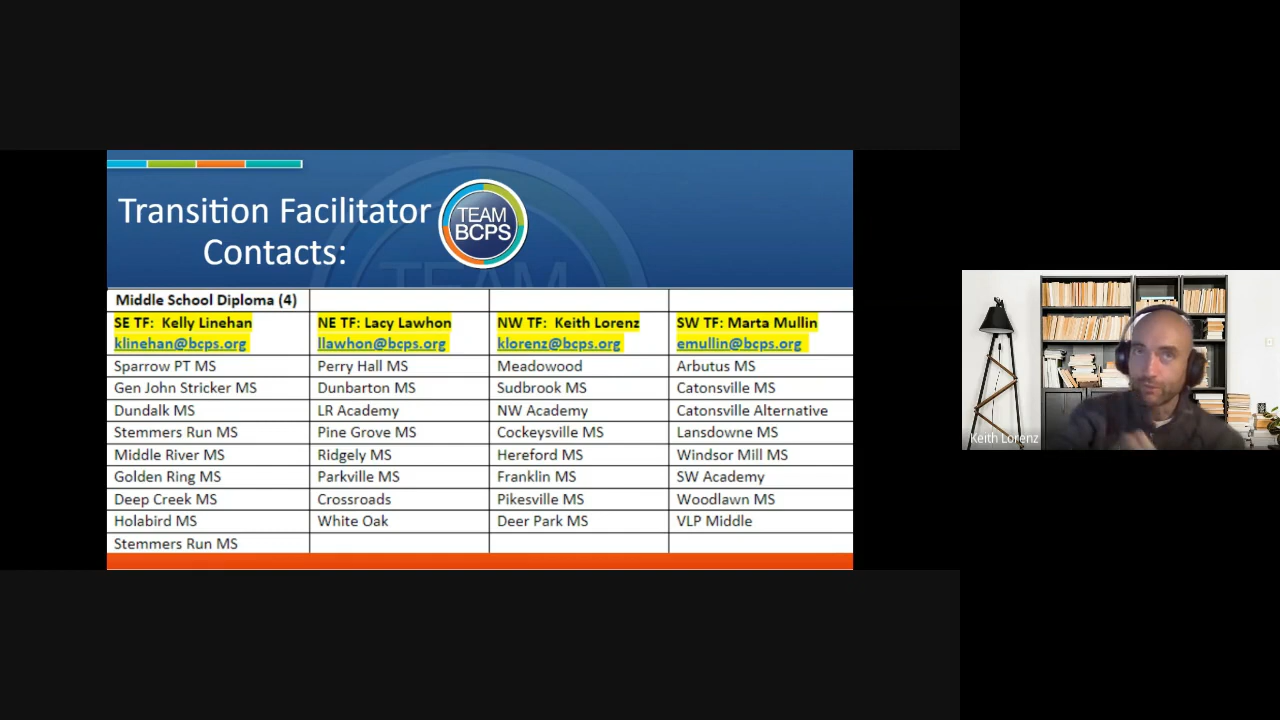 Transition Facilitator
Contacts:
TEAM
BCPS
Middle School Diploma (4)
SE TF: Kelly Linehan
klinehan@bcps.org
NE TF: Lacy Lawhon
llawhon@bcps.org
NW TF: Keith Lorenz
klorenz@bcps.org
SW TF: Marta Mullin
emullin@bcps.org
Sparrow PT MS
Perry Hall MS
Meadowood
Arbutus MS
Gen John Stricker MS
Dunbarton MS
Sudbrook MS
Catonsville MS
Dundalk MS
LR Academy
NW Academy
Catonsville Alternative
Stemmers Run MS
Pine Grove MS
Cockeysville MS
Lansdowne MS
Middle River MS
Ridgely MS
Hereford MS
Windsor Mill MS
Golden Ring MS
Parkville MS
Franklin MS
SW Academy
Deep Creek MS
Crossroads
Pikesville MS
Woodlawn MS
Holabird MS
White Oak
Deer Park MS
VLP Middle
Stemmers Run MS
Keith Lorenz